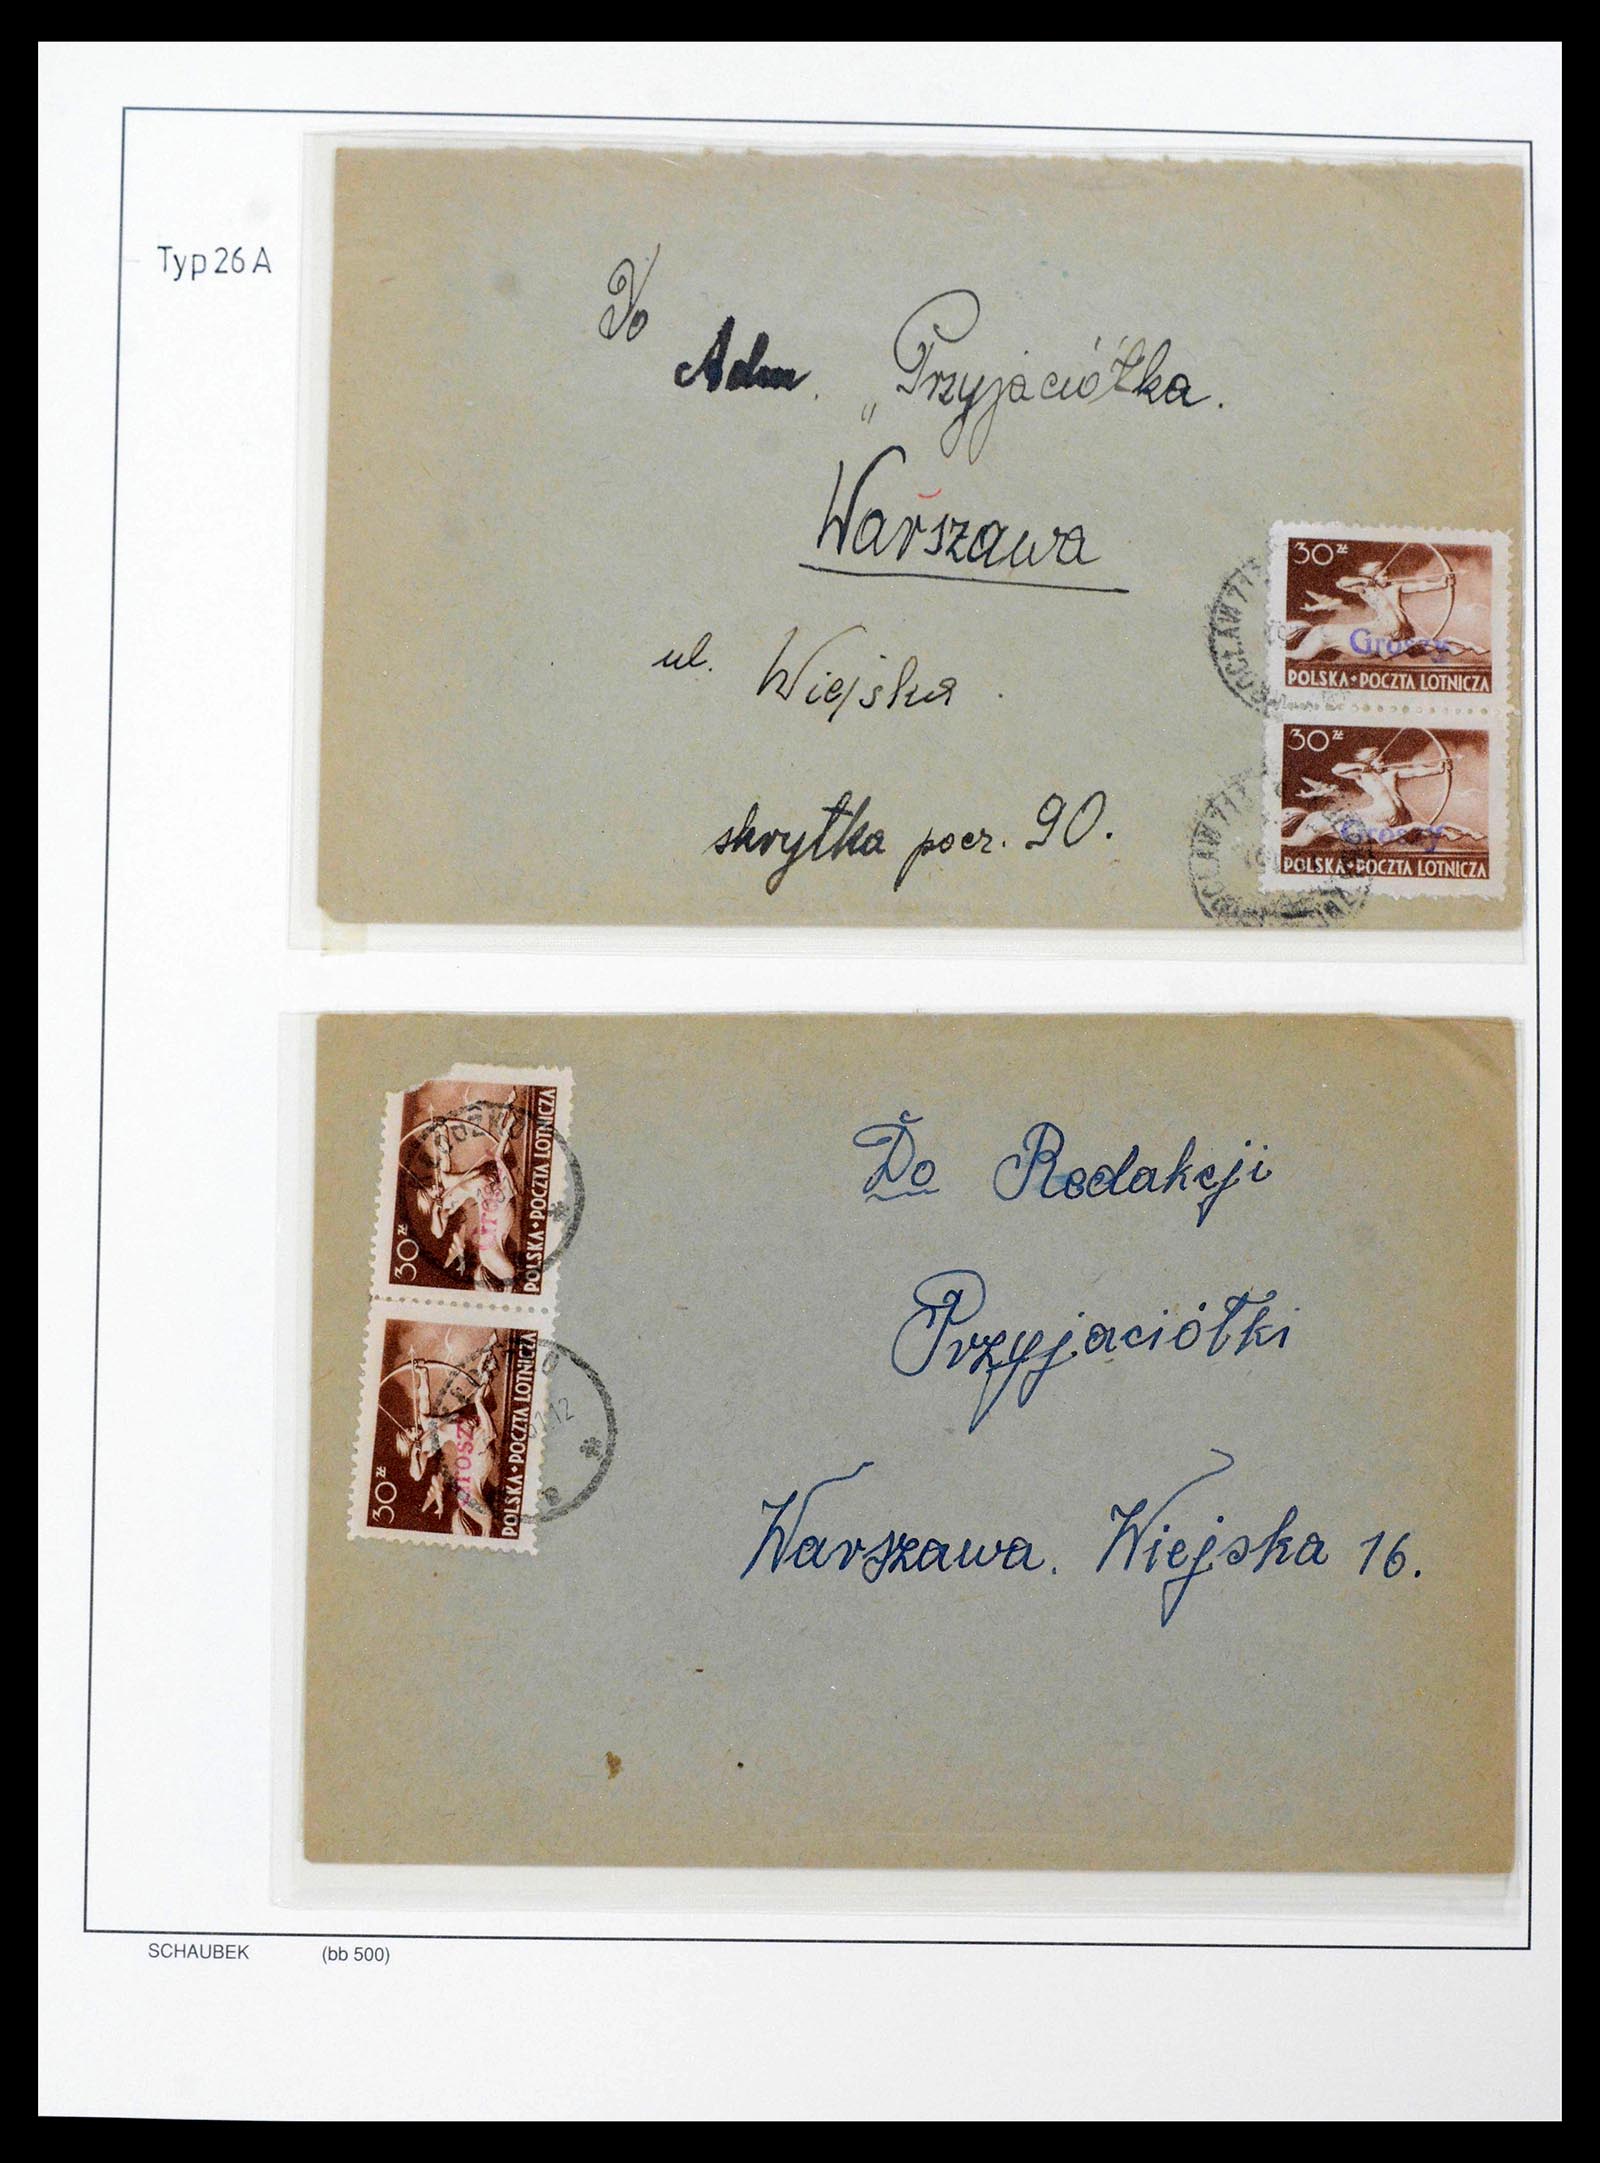 Typ 26 A
Do
Adm. „Przyjaciółka.
Warszawa
ul. Wiejska
skrytka pocz. 90.
30 zł
Groszy
POLSKA • POCZTA LOTNICZA
30 zł
Groszy
POLSKA • POCZTA LOTNICZA
30 zł
Groszy
POLSKA • POCZTA LOTNICZA
30 zł
Groszy
POLSKA • POCZTA LOTNICZA
Do Redakcji
Przyjaciółki
Warszawa. Wiejska 16.
SCHAUBEK (bb 500)